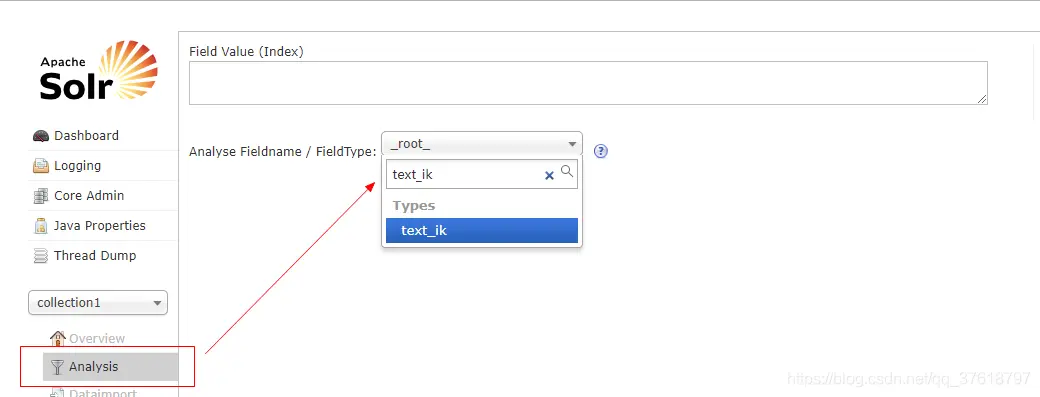 Field Value (Index)
Apache
Solr
Dashboard
Logging
Core Admin
Java Properties
Thread Dump
collection1
Overview
Analysis
Dataimport
Analyse Fieldname / FieldType:
_root_
text_ik
Types
text_ik
https://blog.csdn.net/qq_37618797